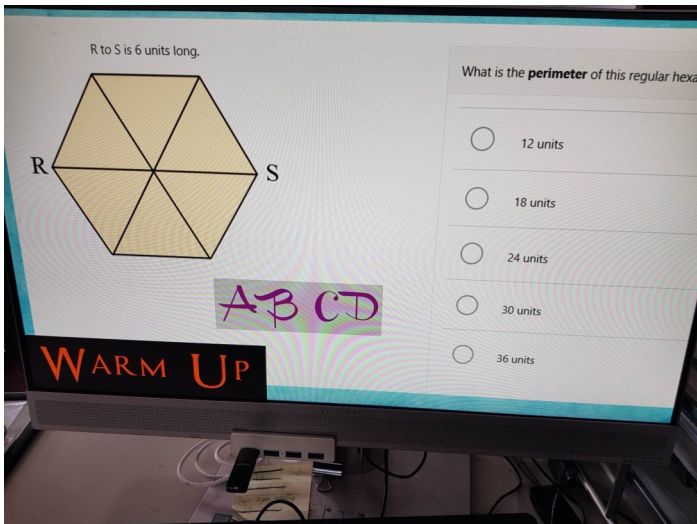 R to S is 6 units long.
R
S
What is the perimeter of this regular hexa
12 units
18 units
24 units
30 units
36 units
AB CD
WARM UP